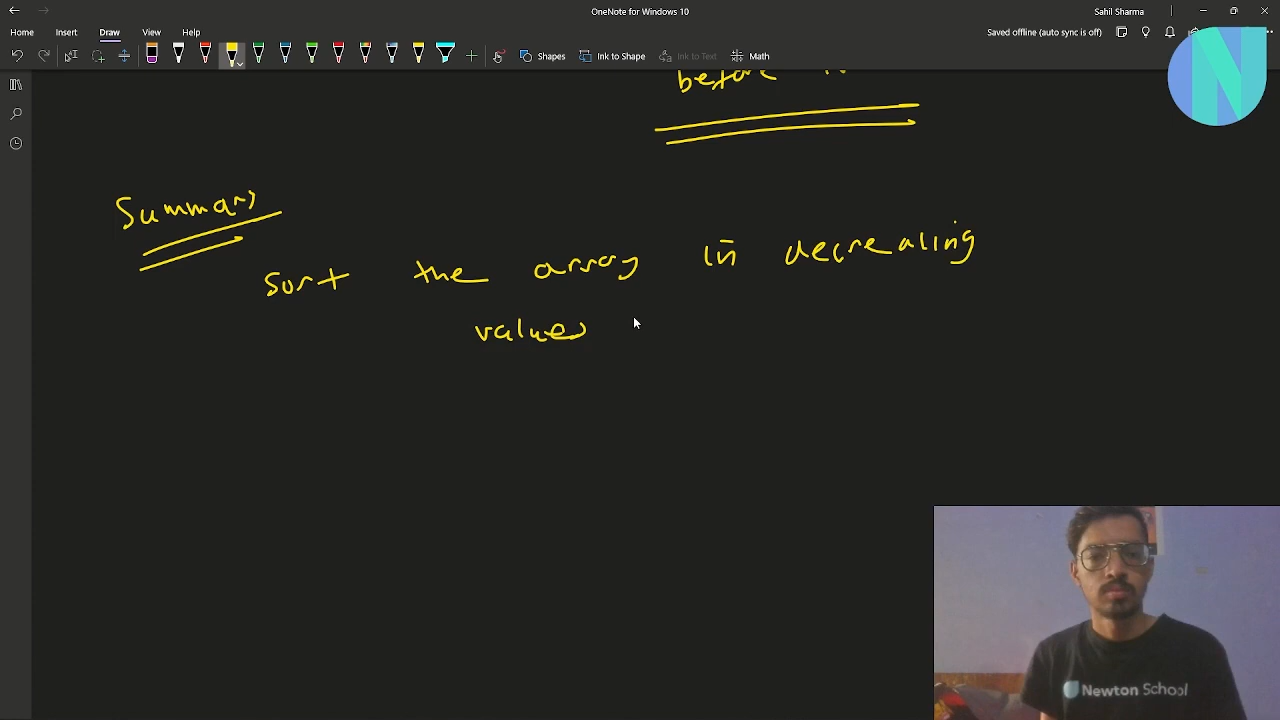 OneNote for Windows 10
Sahil Sharma
Home Insert Draw View Help
Saved offline (auto sync is off)
Shapes Ink to Shape Ink to Text Math
before
Summary
Sort the array in decreasing
values
Newton School